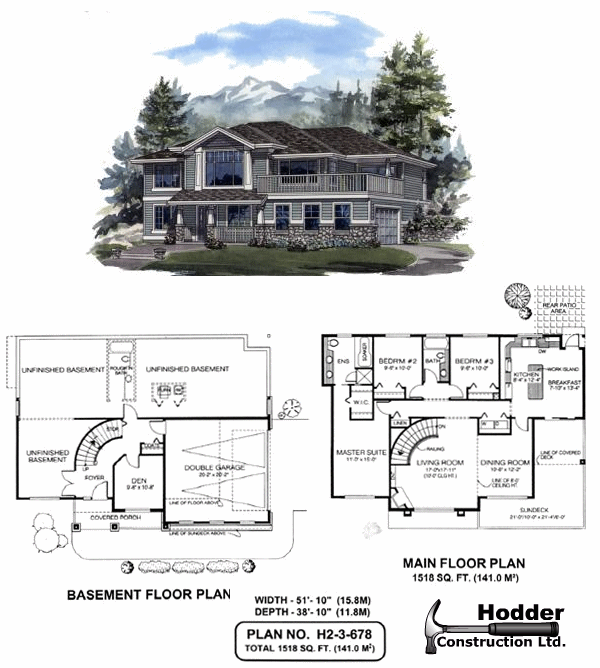 REAR PATIO
AREA
ENS
SHOWER
BEDRM #2
9'-6" x 10'-0"
BATH
BEDRM #3
9'-6" x 10'-0"
DW
KITCHEN
8'-4" x 12'-4"
WORK ISLAND
BREAKFAST
7'-10" x 13'-4"
W.I.C.
LINEN
DN
RAILING
W
D
MASTER SUITE
11'-0" x 15'-0"
LIVING ROOM
17'-0"x17'-11"
(10'-0 CLG HT.)
DINING ROOM
10'-6" x 12'-0"
LINE OF 8'-0"
CEILING HT.
LINE OF COVERED
DECK
SUNDECK
21'-0"/10'-0" x 21'-4"/6'-0"
MAIN FLOOR PLAN
1518 SQ. FT. (141.0 M²)
UNFINISHED BASEMENT
ROUGH IN
BATH
UNFINISHED BASEMENT
UNFINISHED
BASEMENT
UP
FOYER
DEN
9'-8" x 10'-8"
DOUBLE GARAGE
20'-2" x 20'-2"
LINE OF FLOOR ABOVE
COVERED PORCH
LINE OF SUNDECK ABOVE
BASEMENT FLOOR PLAN
WIDTH - 51'- 10" (15.8M)
DEPTH - 38'- 10" (11.8M)
PLAN NO. H2-3-678
TOTAL 1518 SQ. FT. (141.0 M²)
Hodder
Construction Ltd.